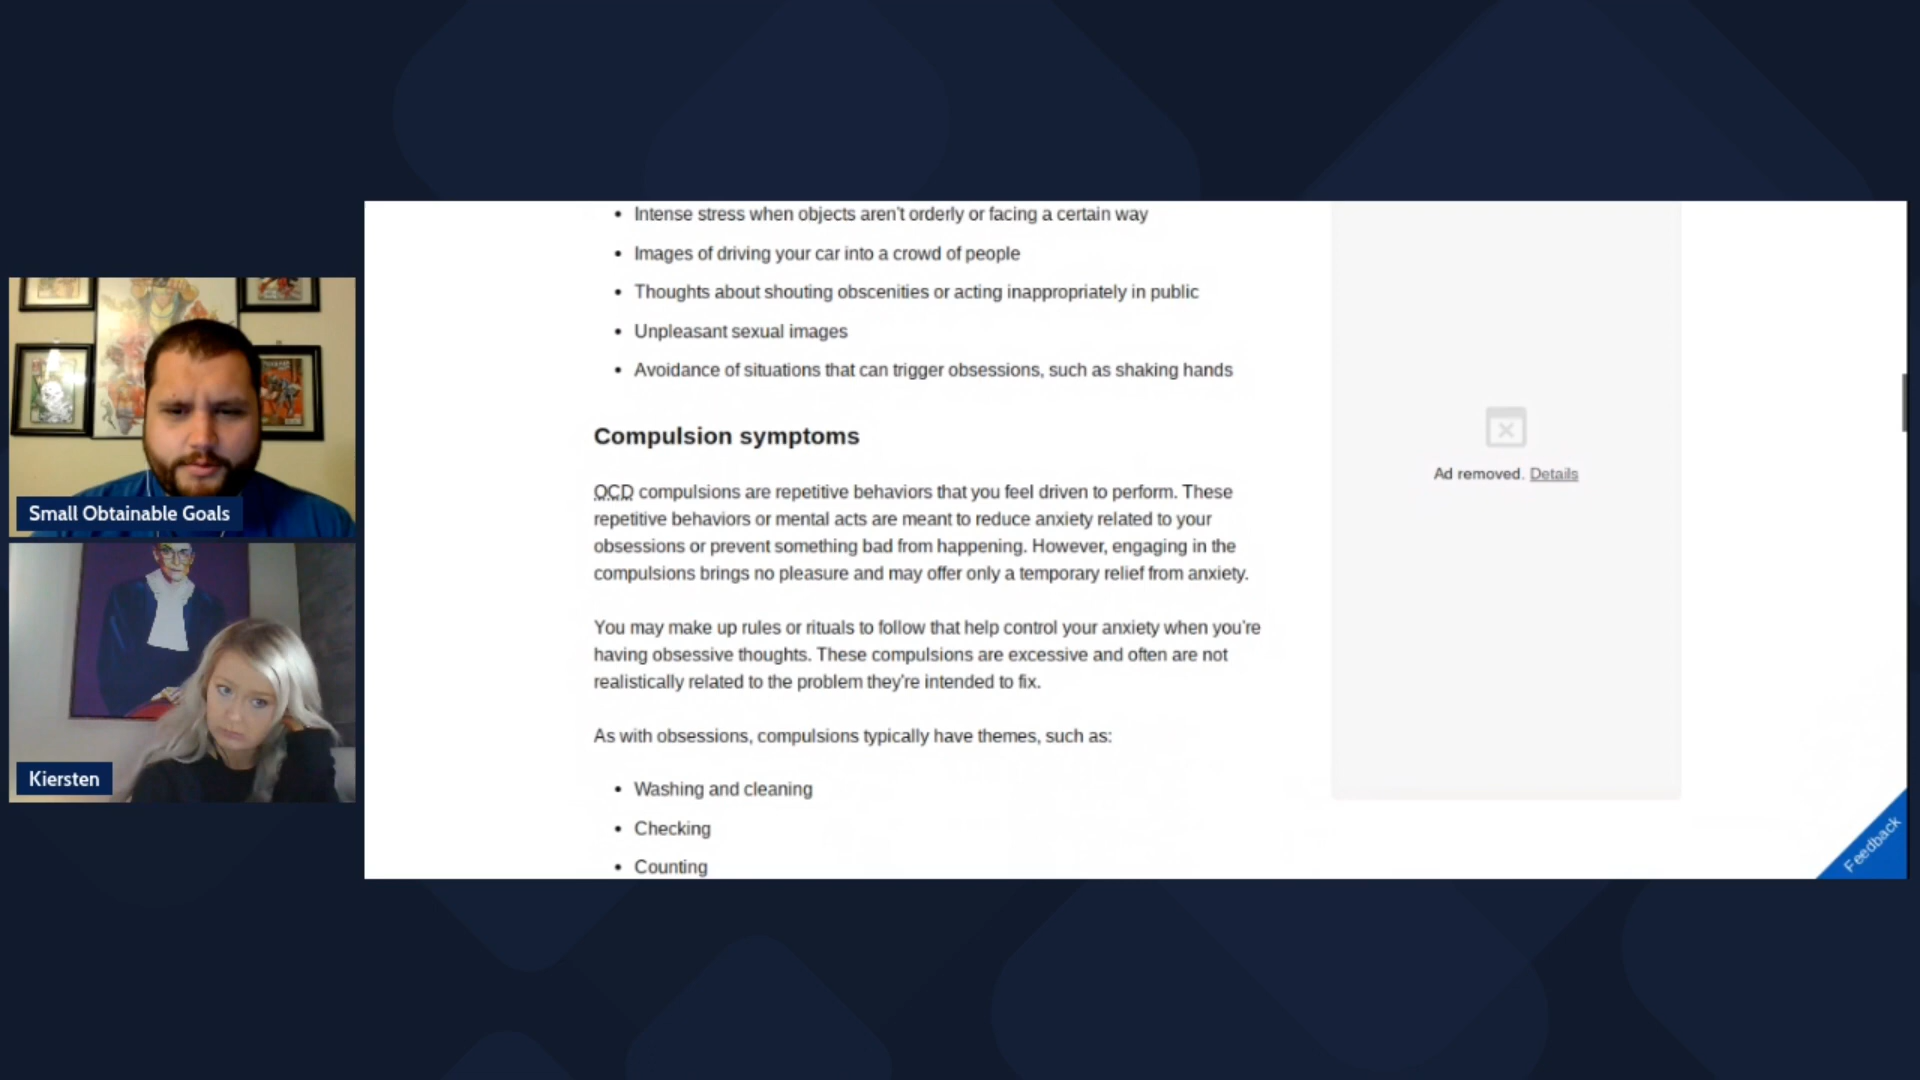 Small Obtainable Goals
Kiersten
Intense stress when objects aren't orderly or facing a certain way
Images of driving your car into a crowd of people
Thoughts about shouting obscenities or acting inappropriately in public
Unpleasant sexual images
Avoidance of situations that can trigger obsessions, such as shaking hands
Compulsion symptoms
OCD compulsions are repetitive behaviors that you feel driven to perform. These
repetitive behaviors or mental acts are meant to reduce anxiety related to your
obsessions or prevent something bad from happening. However, engaging in the
compulsions brings no pleasure and may offer only a temporary relief from anxiety.
You may make up rules or rituals to follow that help control your anxiety when you're
having obsessive thoughts. These compulsions are excessive and often are not
realistically related to the problem they're intended to fix.
As with obsessions, compulsions typically have themes, such as:
Washing and cleaning
Checking
Counting
Ad removed. Details
Feedback